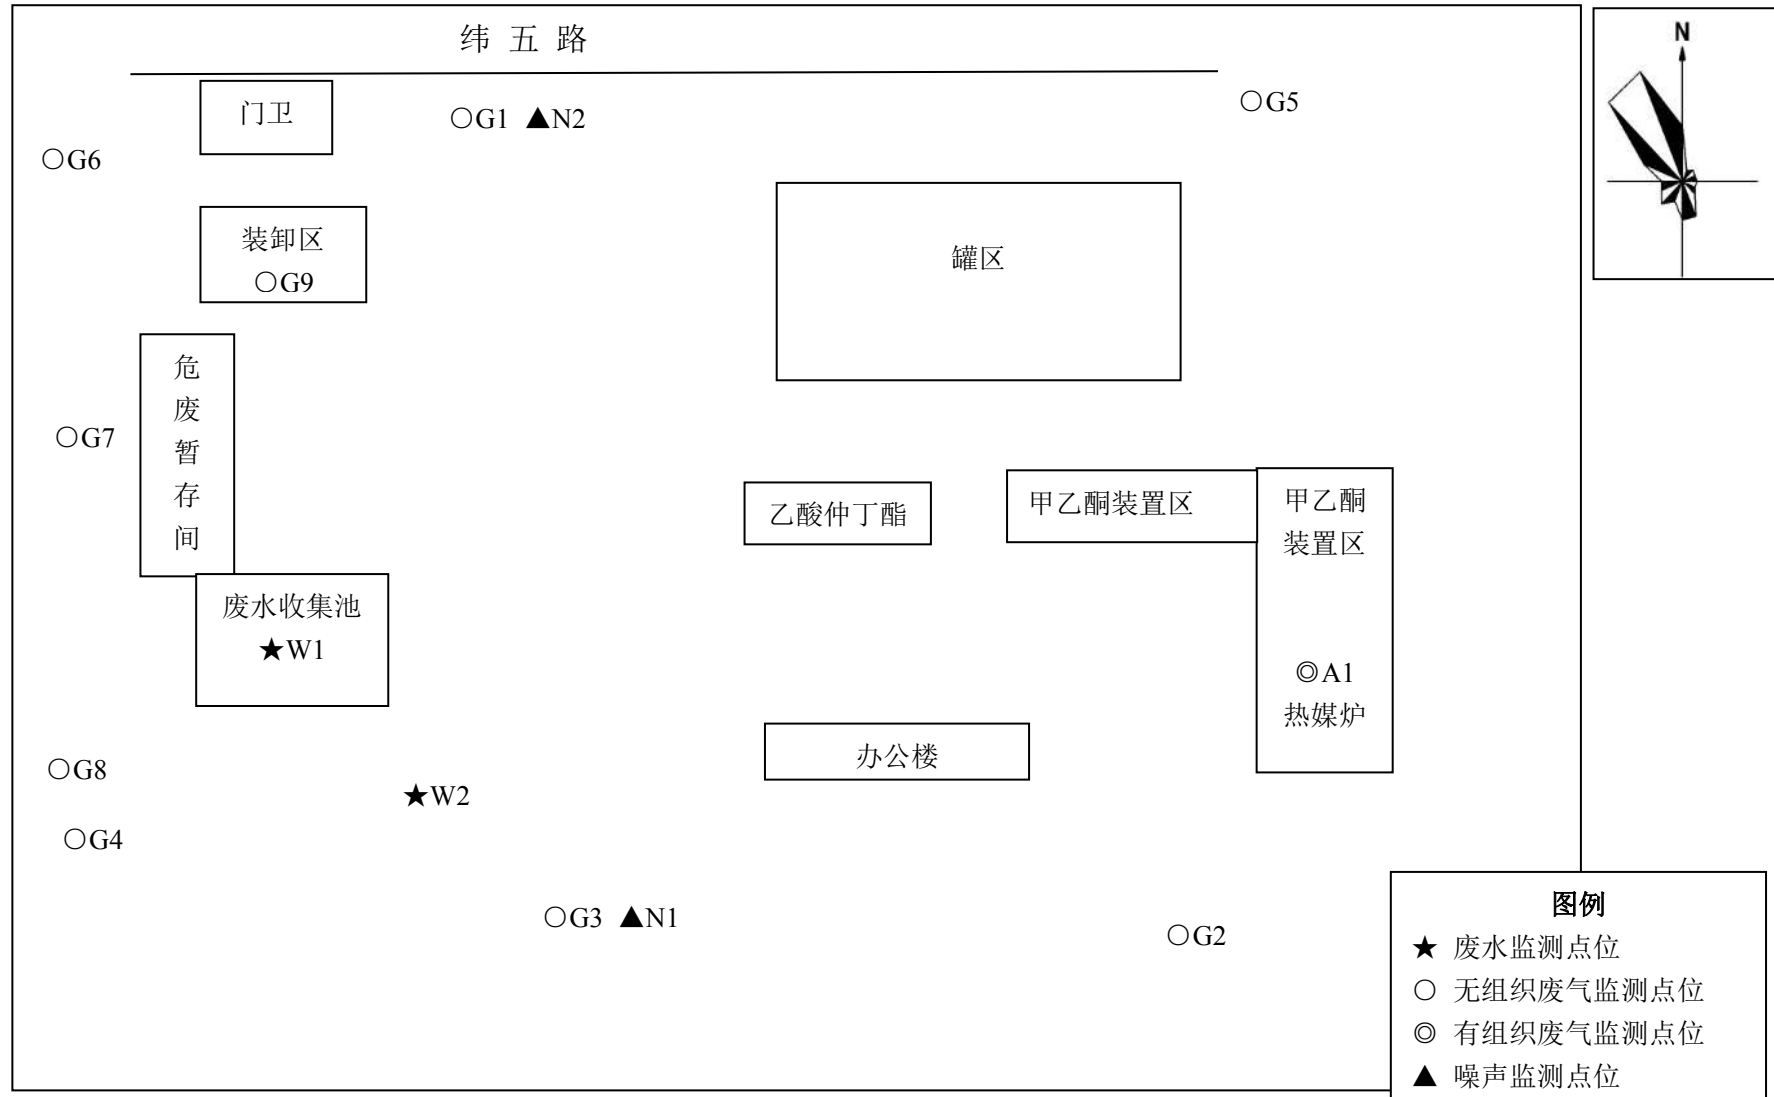 纬五路
N
门卫
○G1 ▲N2
○G5
○G6
装卸区
○G9
罐区
危
废
暂
存
间
○G7
乙酸仲丁酯
甲乙酮装置区
甲乙酮
装置区
废水收集池
★W1
◎A1
热媒炉
办公楼
○G8
★W2
○G4
○G3 ▲N1
○G2
图例
★ 废水监测点位
○ 无组织废气监测点位
◎ 有组织废气监测点位
▲ 噪声监测点位